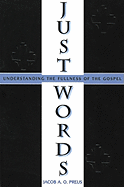 JUST
UNDERSTANDING THE FULLNESS OF THE GOSPEL
WORDS
JACOB A. O. PREUS